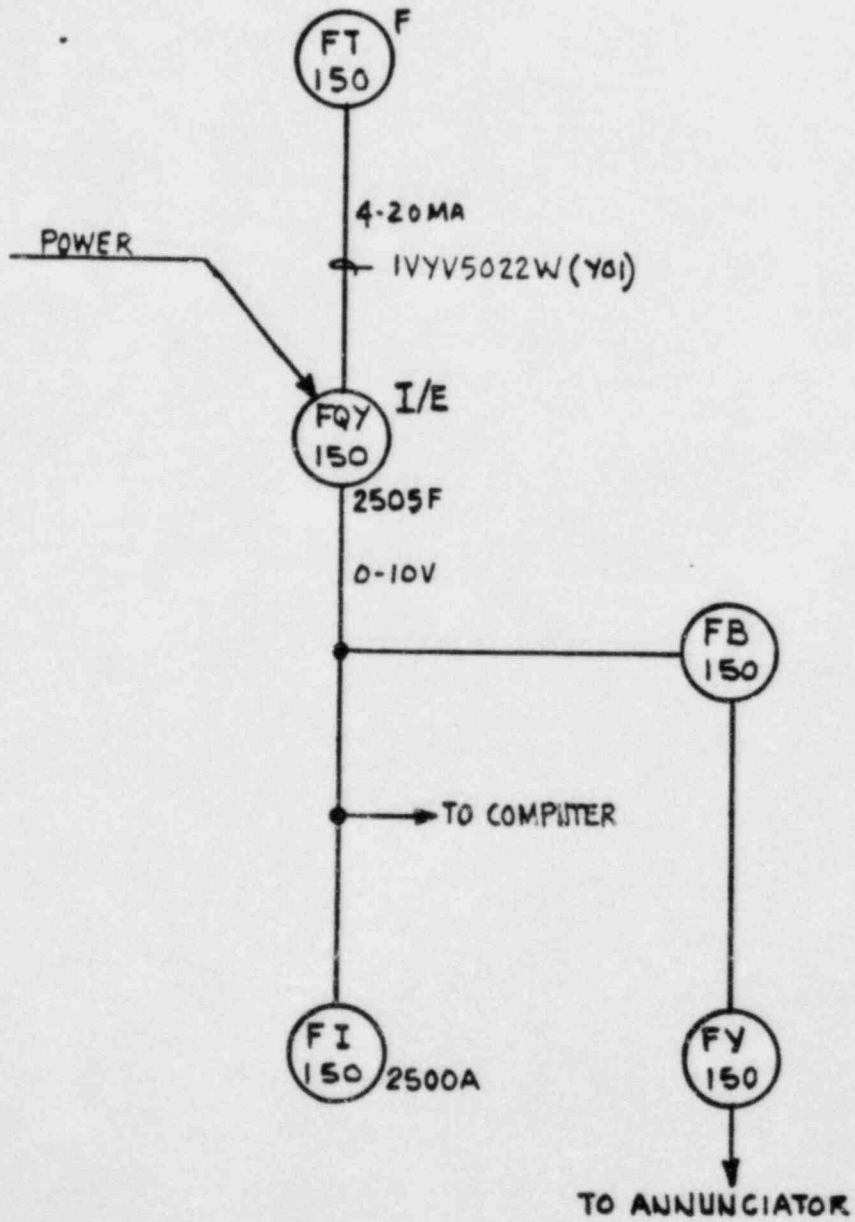 F
FT
150
4-20MA
POWER
1VYV5022W (Y01)
I/E
FQY
150
2505F
0-10V
FB
150
TO COMPUTER
FI
150
2500A
FY
150
TO ANNUNCIATOR